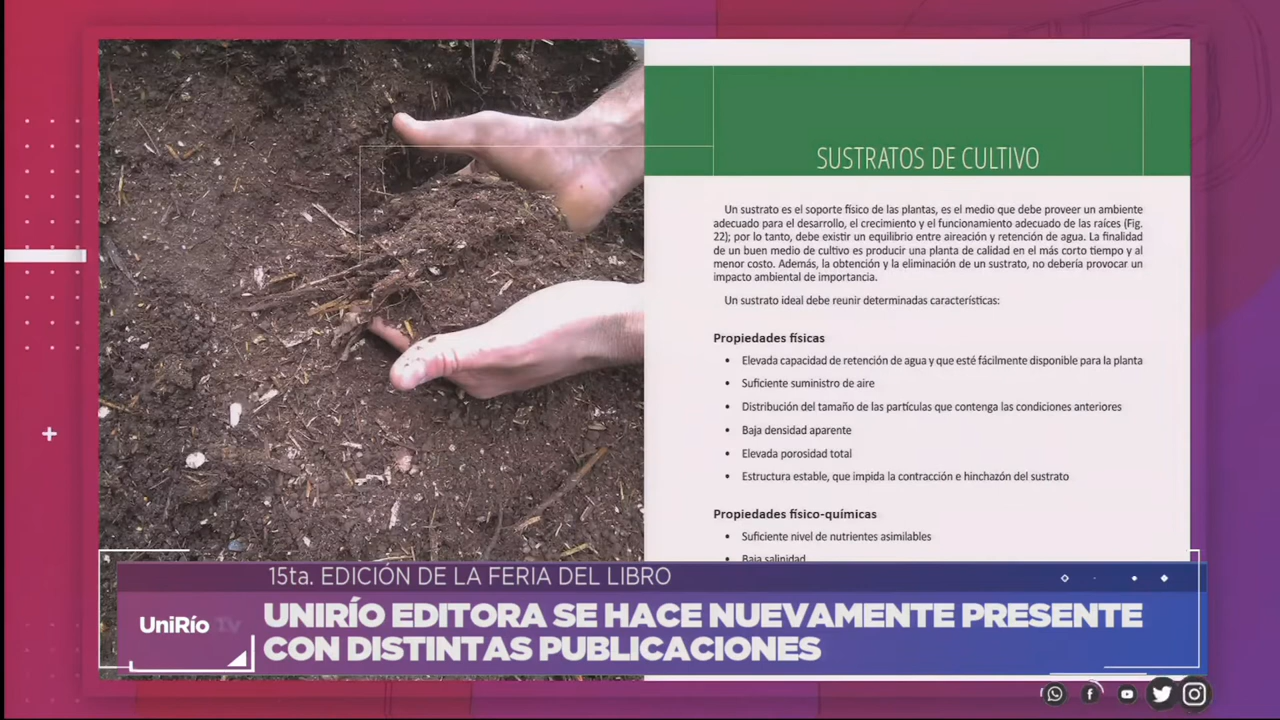 SUSTRATOS DE CULTIVO
Un sustrato es el soporte físico de las plantas, es el medio que debe proveer un ambiente
adecuado para el desarrollo, el crecimiento y el funcionamiento adecuado de las raíces (Fig.
22); por lo tanto, debe existir un equilibrio entre aireación y retención de agua. La finalidad
de un buen medio de cultivo es producir una planta de calidad en el más corto tiempo y al
menor costo. Además, la obtención y la eliminación de un sustrato, no debería provocar un
impacto ambiental de importancia.
Un sustrato ideal debe reunir determinadas características:
Propiedades físicas
• Elevada capacidad de retención de agua y que esté fácilmente disponible para la planta
• Suficiente suministro de aire
• Distribución del tamaño de las partículas que contenga las condiciones anteriores
• Baja densidad aparente
• Elevada porosidad total
• Estructura estable, que impida la contracción e hinchazón del sustrato
Propiedades físico-químicas
• Suficiente nivel de nutrientes asimilables
• Baja salinidad
15ta. EDICIÓN DE LA FERIA DEL LIBRO
UniRío Tv
UNIRÍO EDITORA SE HACE NUEVAMENTE PRESENTE
CON DISTINTAS PUBLICACIONES